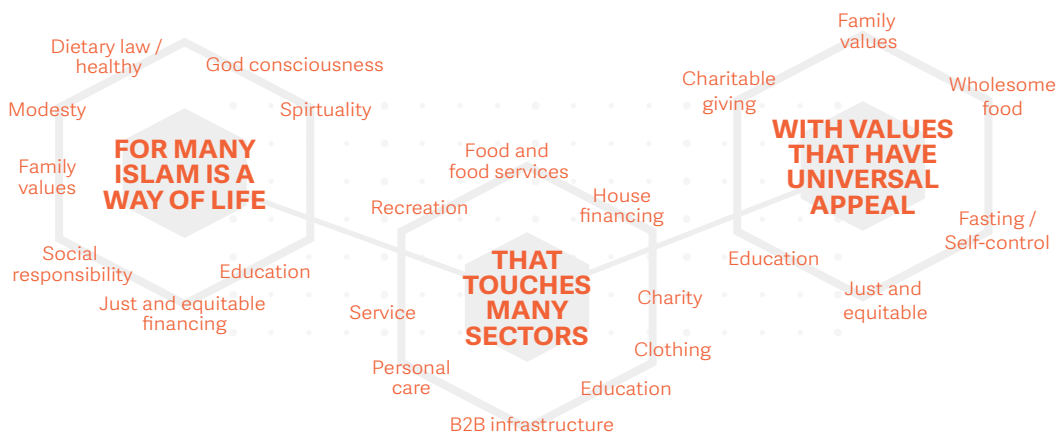 Dietary law /
healthy
God consciousness
Modesty
Spirtuality
FOR MANY
ISLAM IS A
WAY OF LIFE
Family
values
Social
responsibility
Education
Just and equitable
financing
Food and
food services
Recreation
House
financing
THAT
TOUCHES
MANY
SECTORS
Service
Charity
Personal
care
Clothing
Education
B2B infrastructure
Family
values
Charitable
giving
Wholesome
food
WITH VALUES
THAT HAVE
UNIVERSAL
APPEAL
Fasting /
Self-control
Education
Just and
equitable